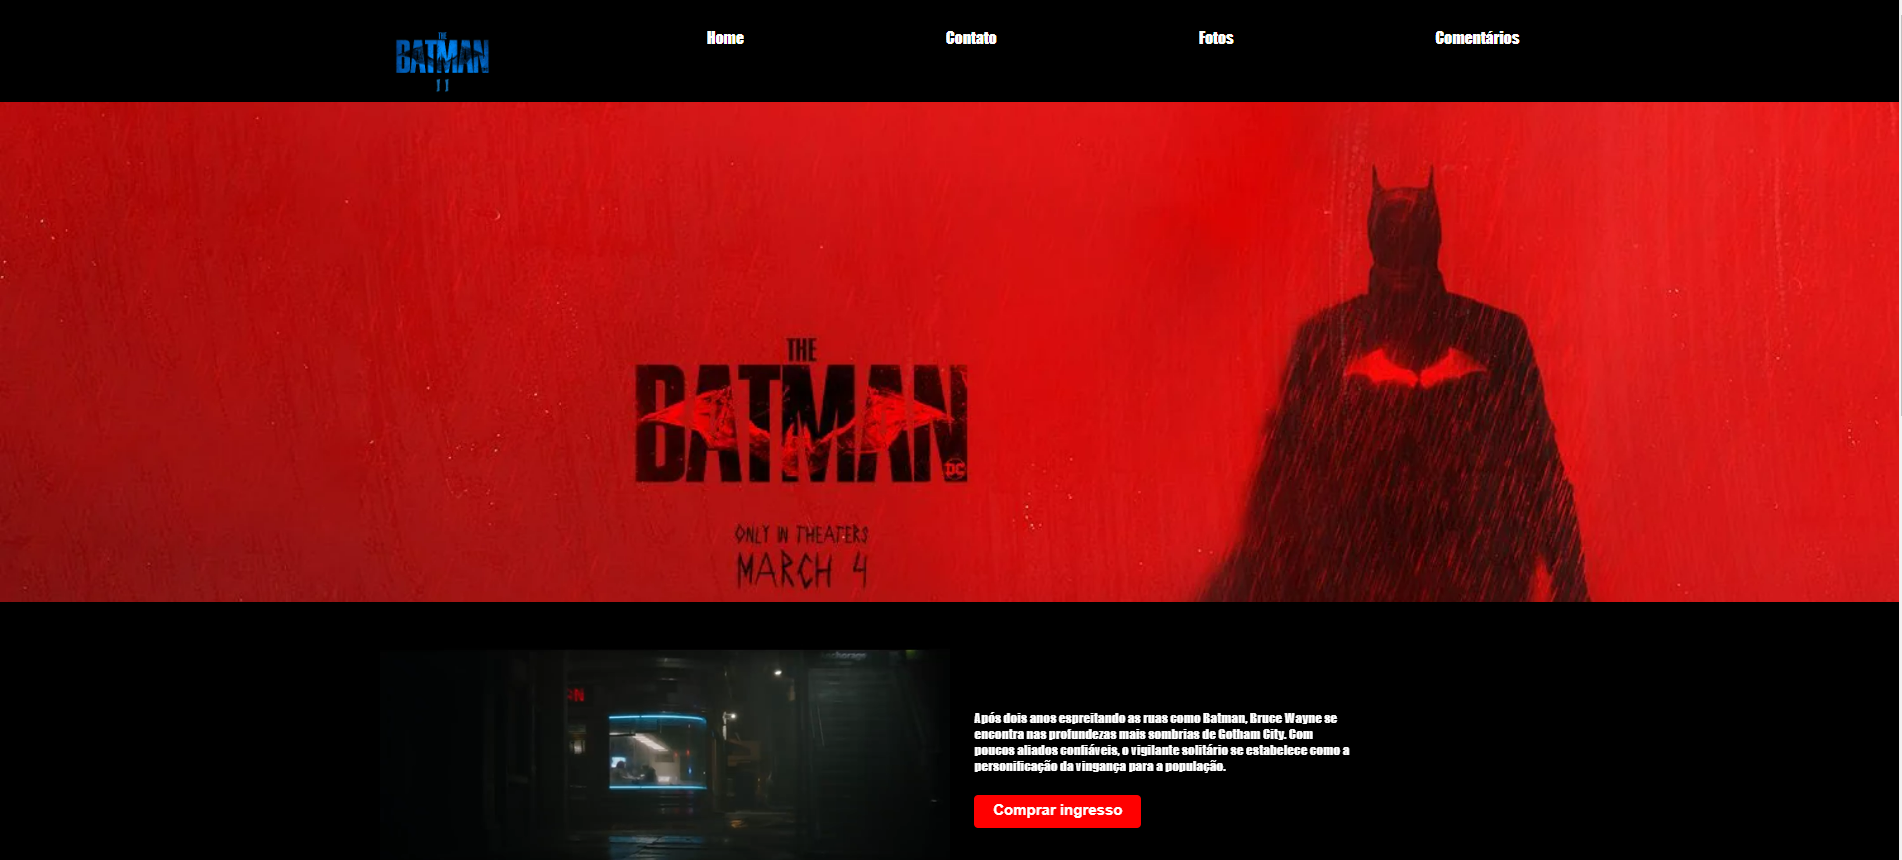 THE
BATMAN
II
Home
Contato
Fotos
Comentários
THE
BATMAN
DC
ONLY IN THEATERS
MARCH 4
Após dois anos espreitando as ruas como Batman, Bruce Wayne se
encontra nas profundezas mais sombrias de Gotham City. Com
poucos aliados confiáveis, o vigilante solitário se estabelece como a
personificação da vingança para a população.
Comprar ingresso